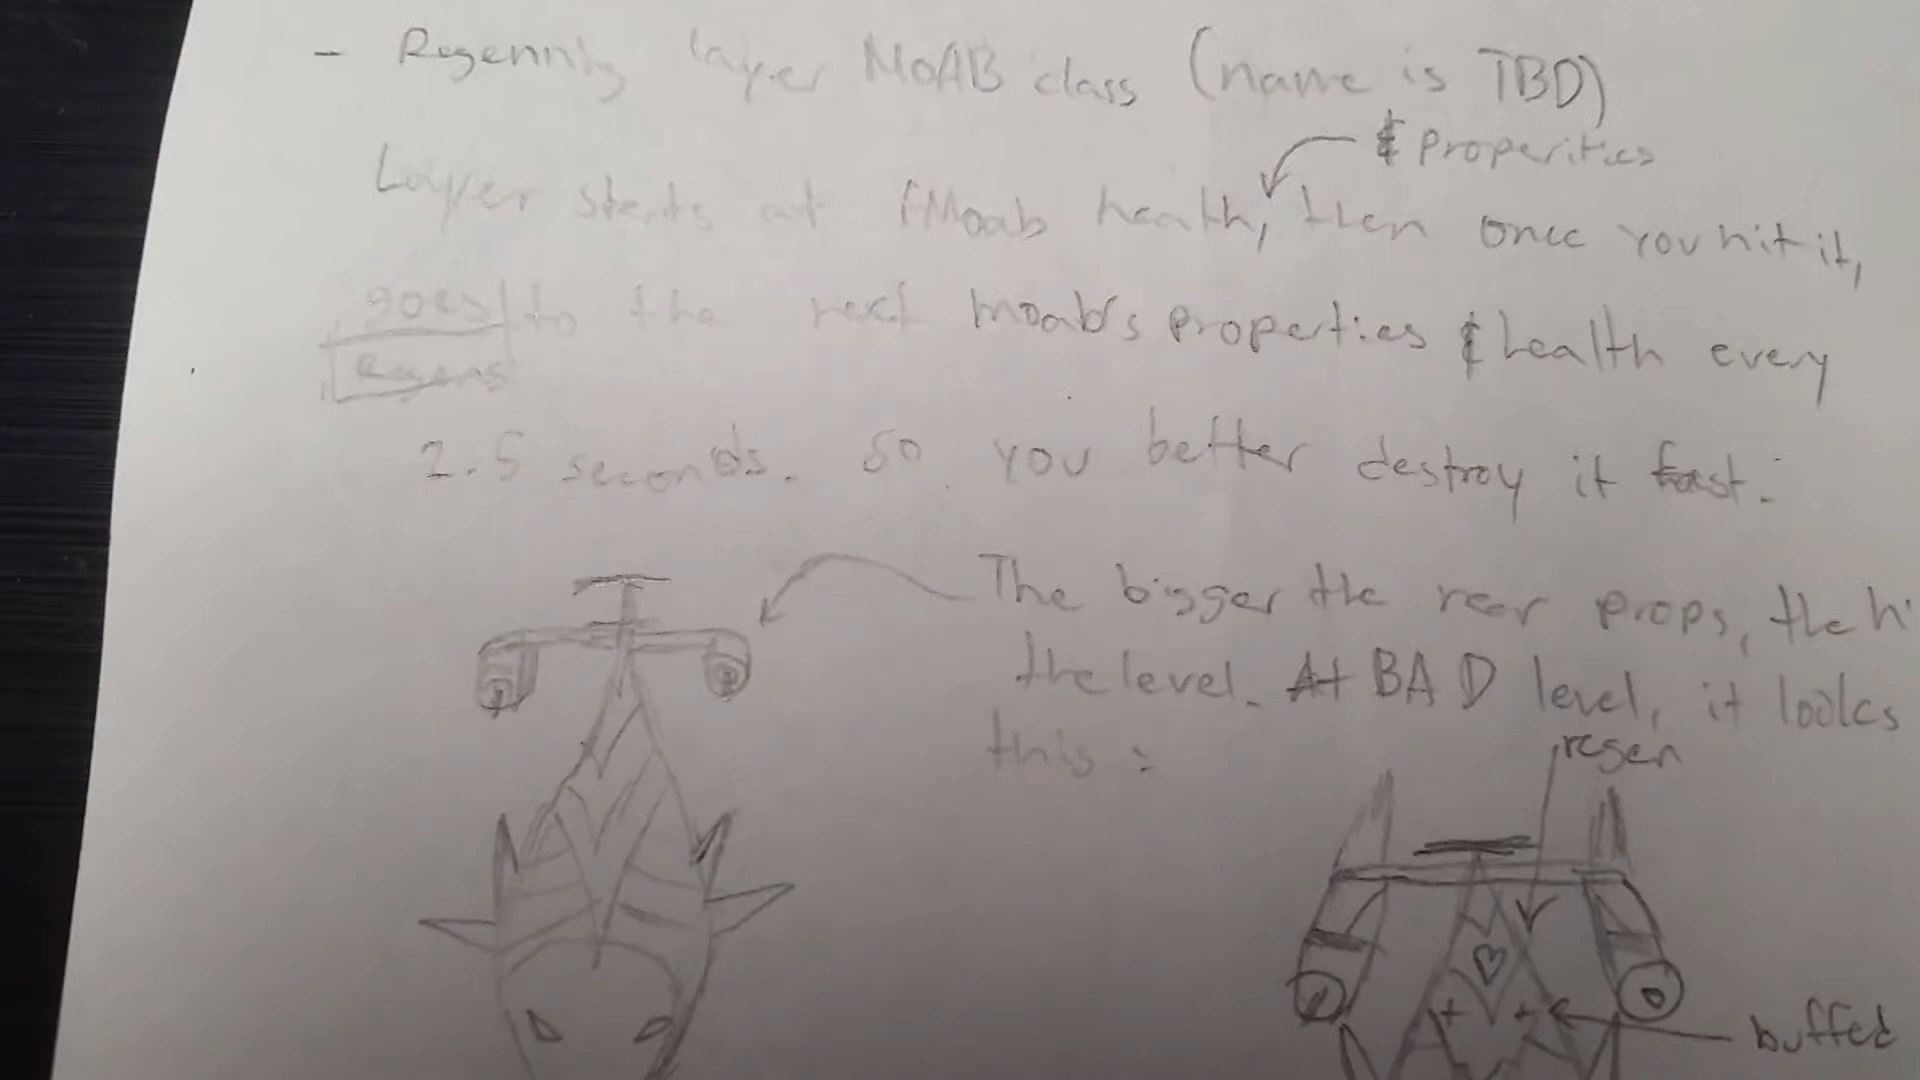 - Regenning layer MOAB class (name is TBD)
& properities
Layer starts at Moab health, then once you hit it,
goes to the next moab's properties & health every
Regens
2.5 seconds. So you better destroy it fast.
The bigger the rear props, the h
the level. At BAD level, it looks
this:
regen
buffed